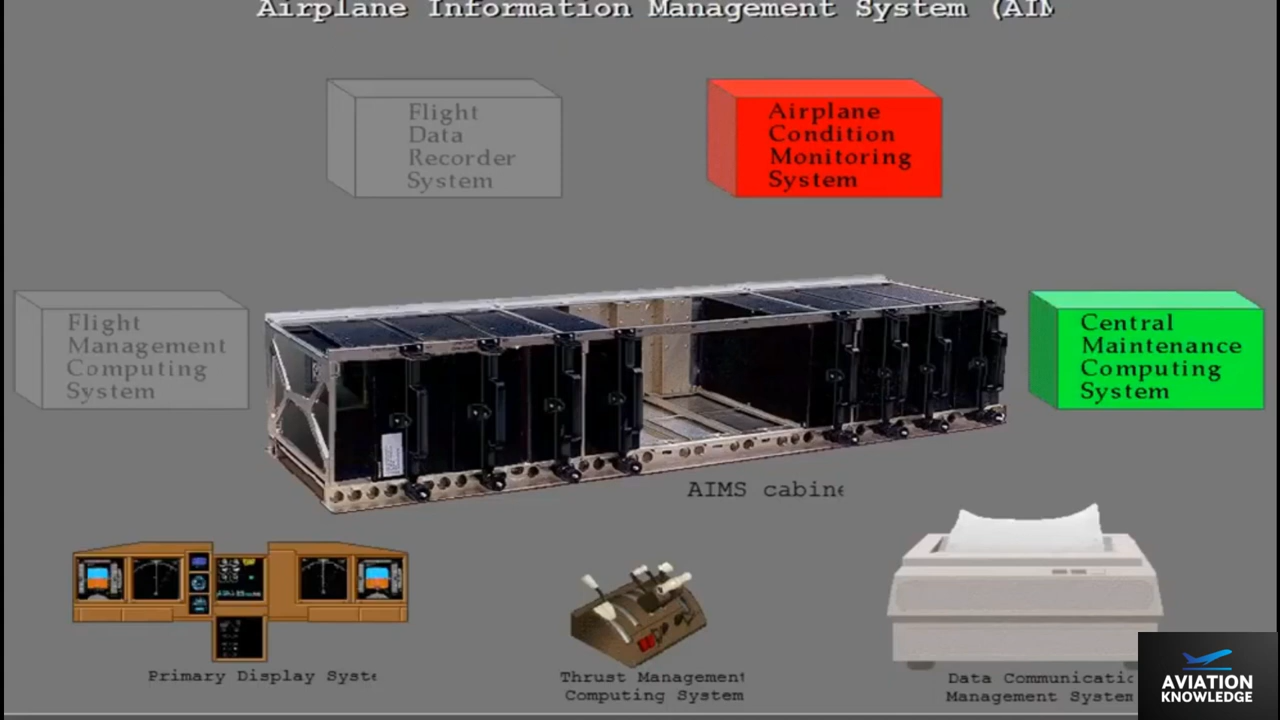 Airplane Information Management System (AIM
Flight
Data
Recorder
System
Airplane
Condition
Monitoring
System
Flight
Management
Computing
System
Central
Maintenance
Computing
System
AIMS cabine
Primary Display Syste
Thrust Management
Computing System
Data Communicatic
Management System
AVIATION
KNOWLEDGE